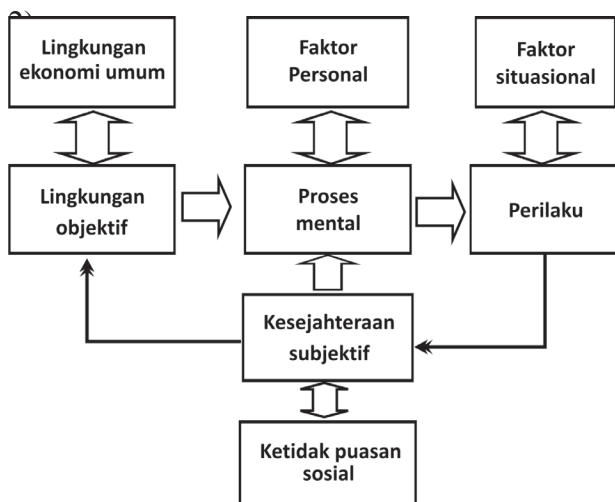 Lingkungan
ekonomi umum
Faktor
Personal
Faktor
situasional
Lingkungan
objektif
Proses
mental
Perilaku
Kesejahteraan
subjektif
Ketidak puasan
sosial